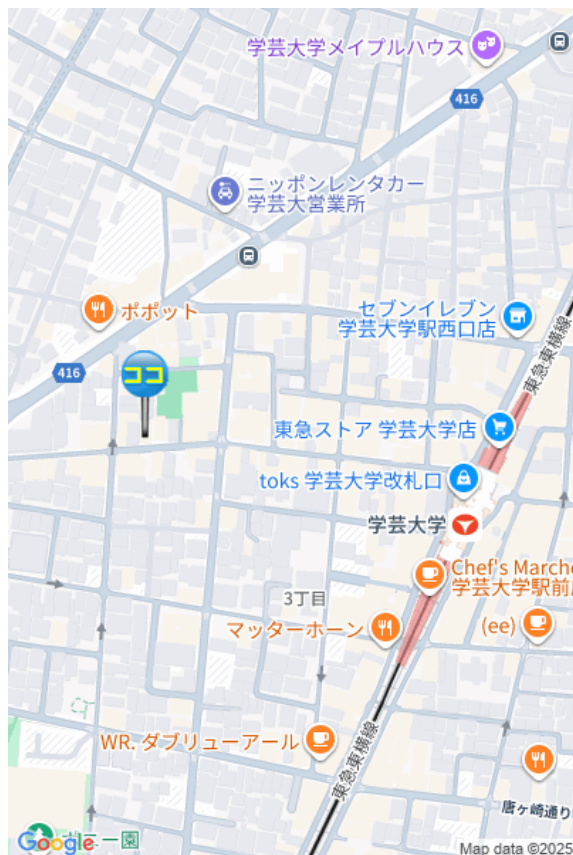 学芸大学メイプルハウス
416
ニッポンレンタカー
学芸大営業所
ポポット
セブンイレブン
学芸大学駅西口店
東急東横線
416
ココ
東急ストア 学芸大学店
toks 学芸大学改札口
学芸大学
Chef's Marche
学芸大学駅前
3丁目
マッターホーン
(ee)
WR. ダブリューアール
東急東横線
唐ヶ崎通り
Google
ポニー園
Map data ©2025